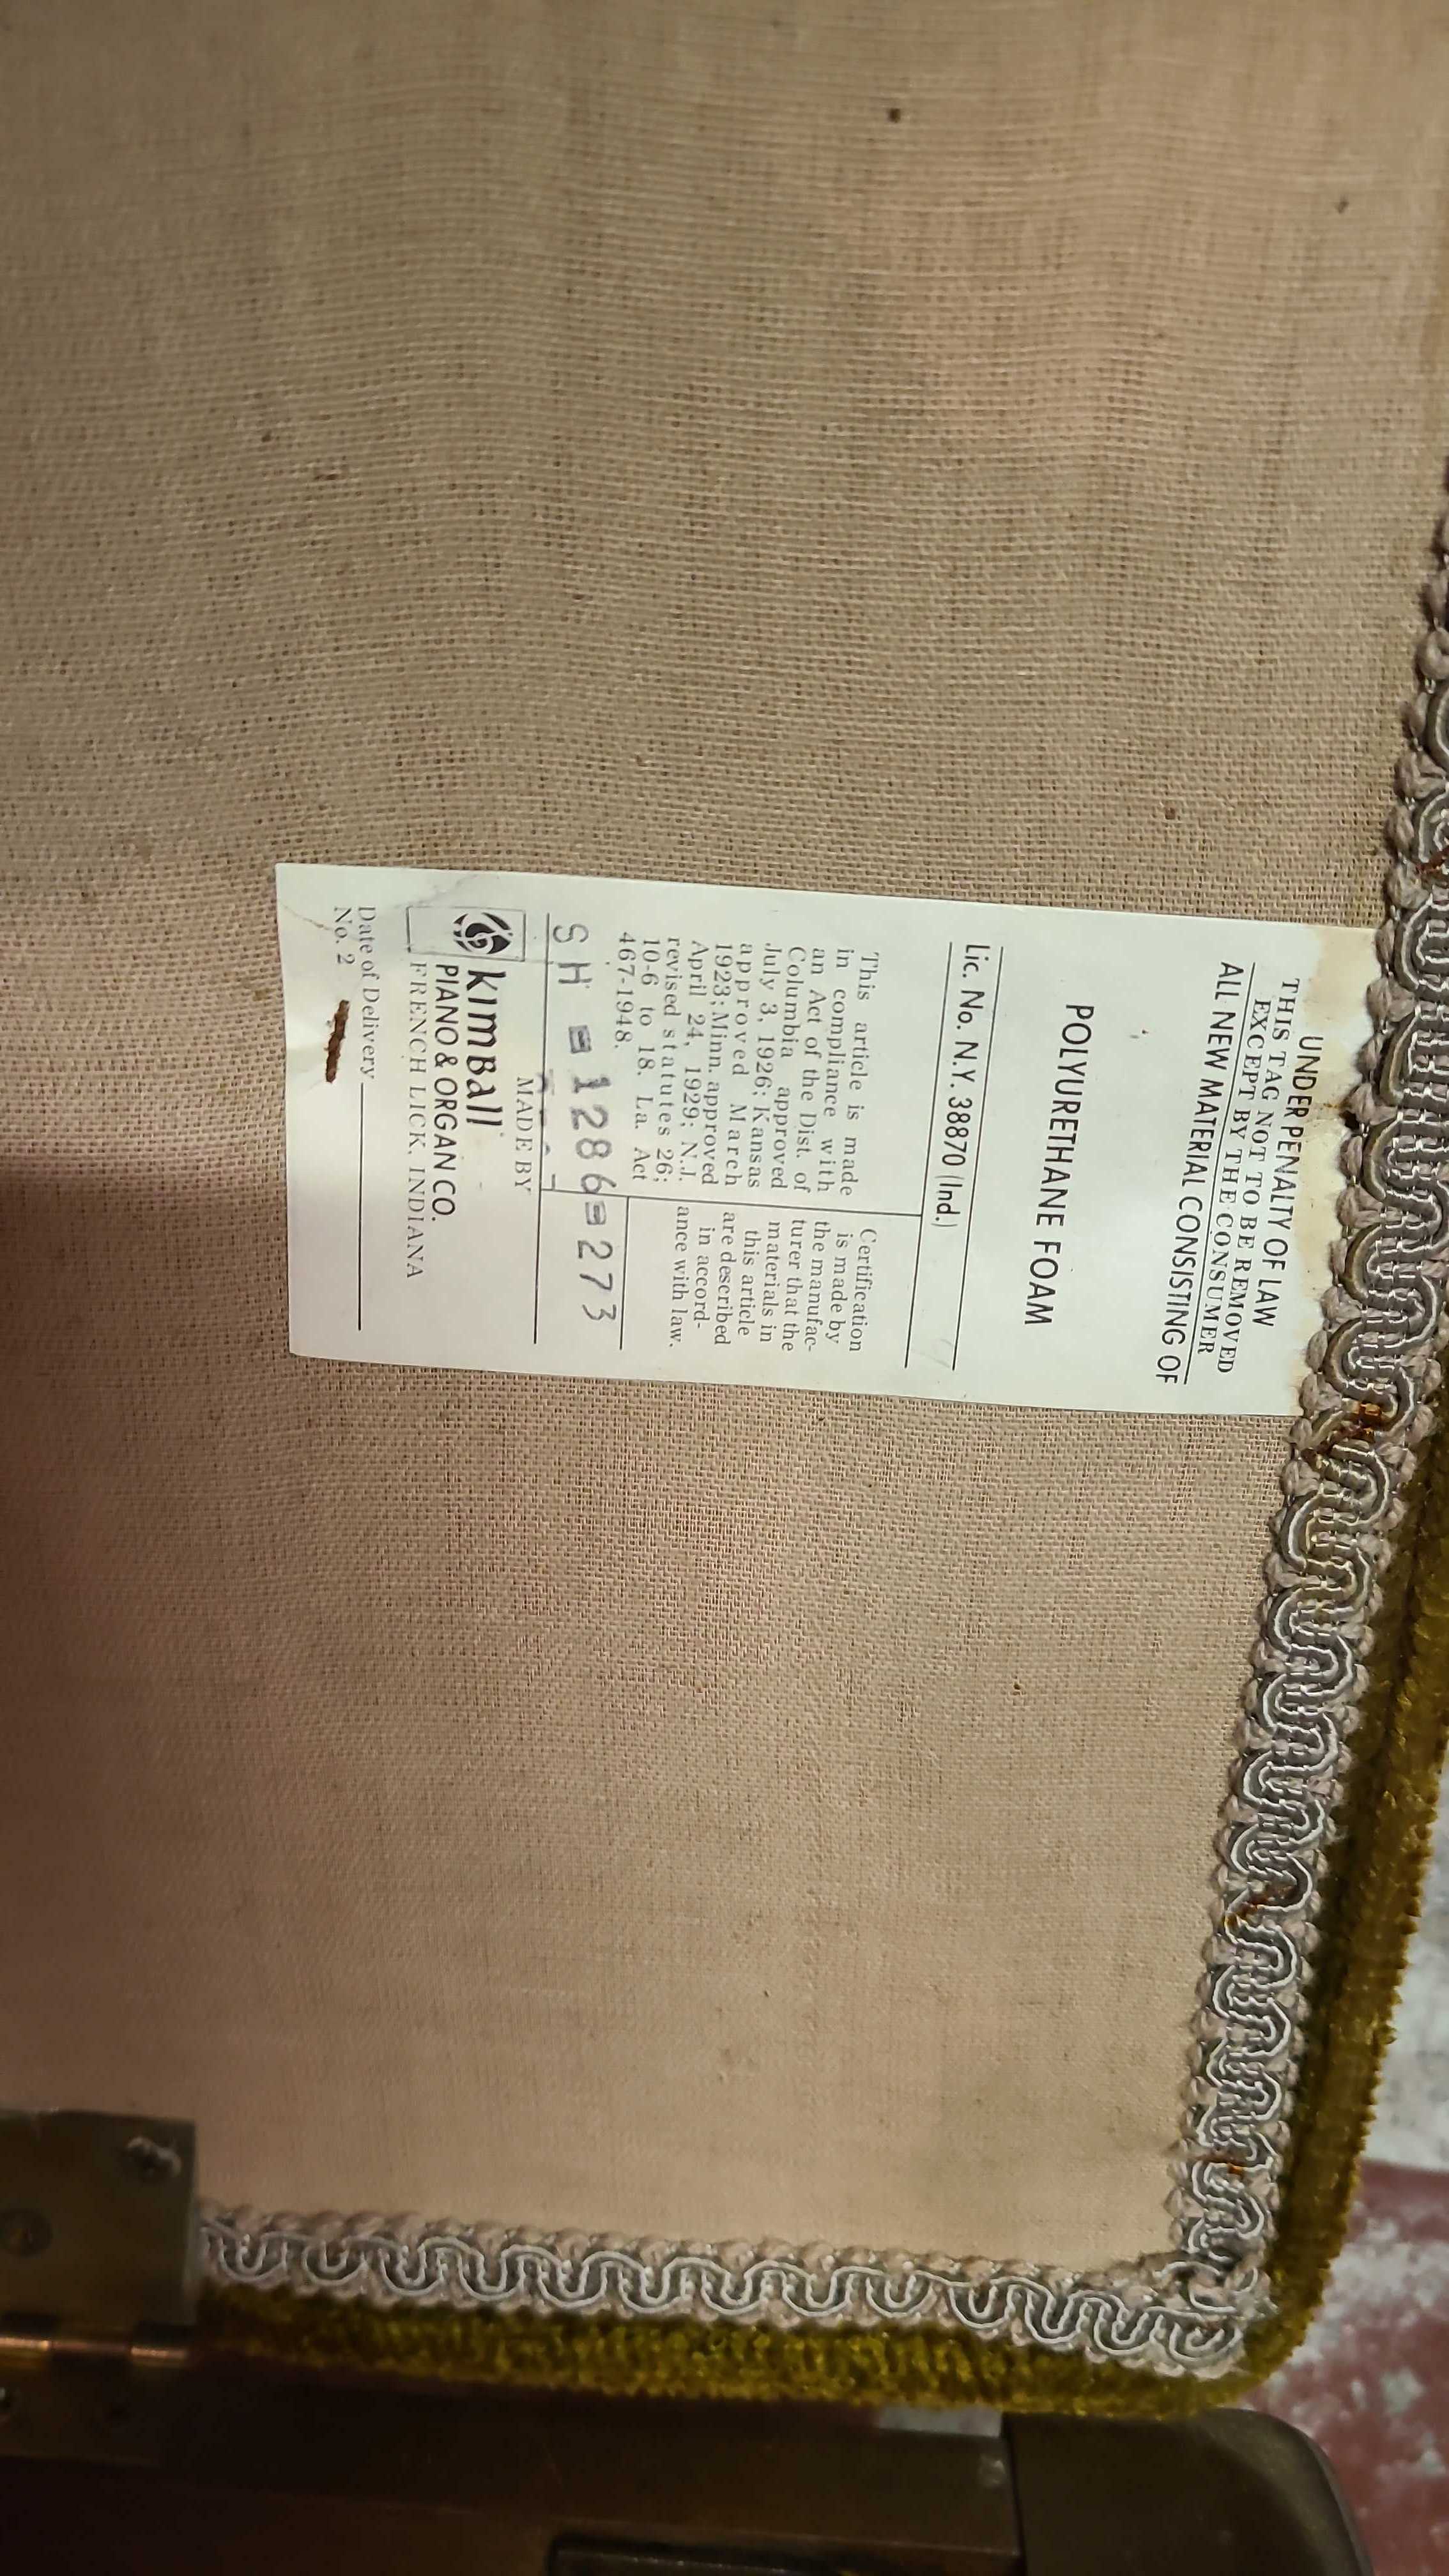 UNDER PENALTY OF LAW
THIS TAG NOT TO BE REMOVED
EXCEPT BY THE CONSUMER
ALL NEW MATERIAL CONSISTING OF
POLYURETHANE FOAM
Lic. No. N.Y. 38870 (Ind.)
This article is made
in compliance with
an Act of the Dist. of
Columbia approved
July 3, 1926; Kansas
approved March
1923; Minn. approved
April 24, 1929; N.J.
revised statutes 26;
10-6 to 18. La. Act
467-1948.
Certification
is made by
the manufac-
turer that the
materials in
this article
are described
in accord-
ance with law.
SH = 1286=273
MADE BY
KIMBALL
PIANO & ORGAN CO.
FRENCH LICK, INDIANA
Date of Delivery
No. 2